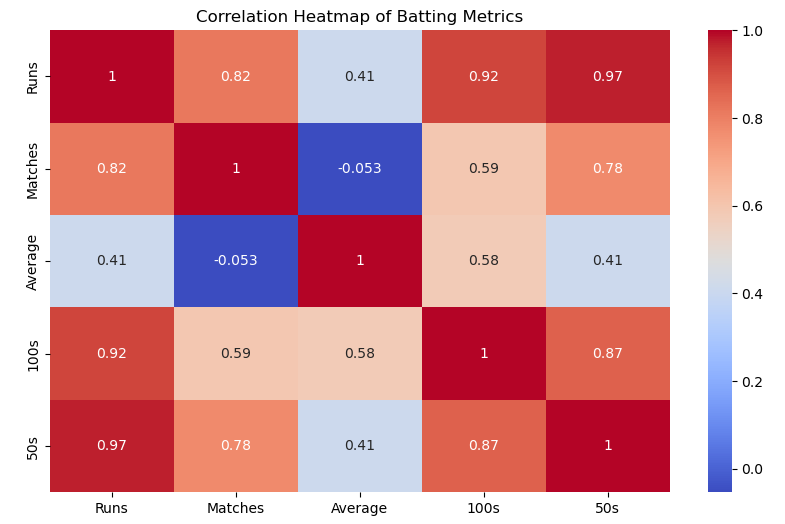 Correlation Heatmap of Batting Metrics
Runs 1 0.82 0.41 0.92 0.97
Matches 0.82 1 -0.053 0.59 0.78
Average 0.41 -0.053 1 0.58 0.41
100s 0.92 0.59 0.58 1 0.87
50s 0.97 0.78 0.41 0.87 1
Runs Matches Average 100s 50s
1.0
0.8
0.6
0.4
0.2
0.0